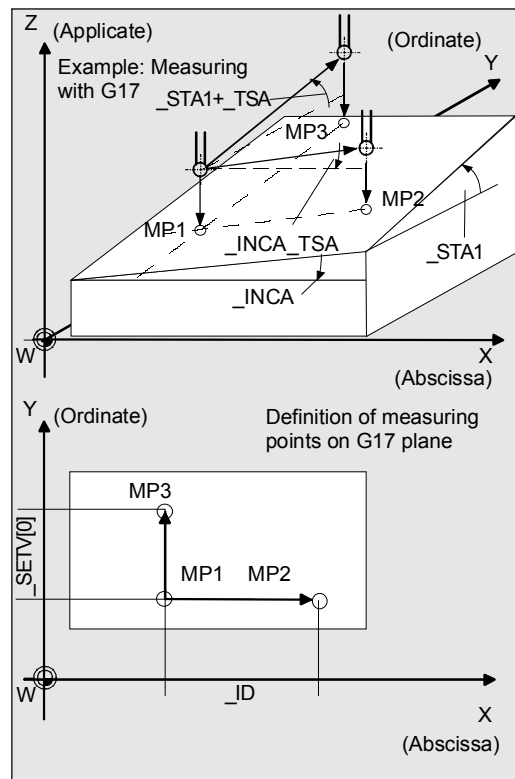 Z
(Applicate)
(Ordinate)
Y
Example: Measuring
with G17
_STA1+_TSA
MP3
MP2
MP1
_INCA_TSA
_STA1
_INCA
W
X
(Abscissa)
Y
(Ordinate)
Definition of measuring
points on G17 plane
MP3
_SETV[0]
MP1
MP2
W
_ID
X
(Abscissa)